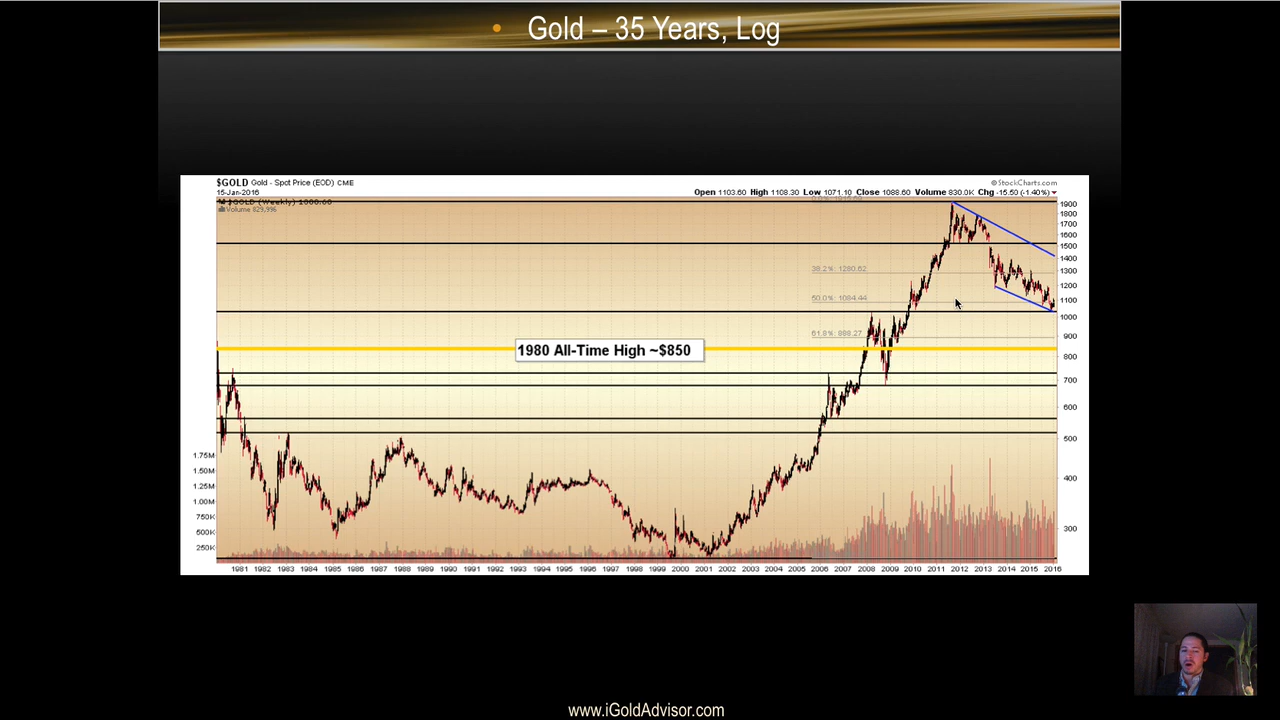 • Gold – 35 Years, Log
$GOLD Gold - Spot Price (EOD) CME
© StockCharts.com
15-Jan-2016
Open 1103.60 High 1108.30 Low 1071.10 Close 1088.60 Volume 830.0K Chg -15.50 (-1.40%)
$GOLD (Weekly)
Volume 829,996
1900
1800
1700
1600
1500
1400
38.2%: 1280.62
1300
1200
50.0%: 1084.44
1100
1000
61.8%: 888.27
900
1980 All-Time High ~$850
800
700
600
500
1.75M
1.50M
400
1.25M
1.00M
750K
500K
300
250K
1981 1982 1983 1984 1985 1986 1987 1988 1989 1990 1991 1992 1993 1994 1995 1996 1997 1998 1999 2000 2001 2002 2003 2004 2005 2006 2007 2008 2009 2010 2011 2012 2013 2014 2015 2016
www.iGoldAdvisor.com